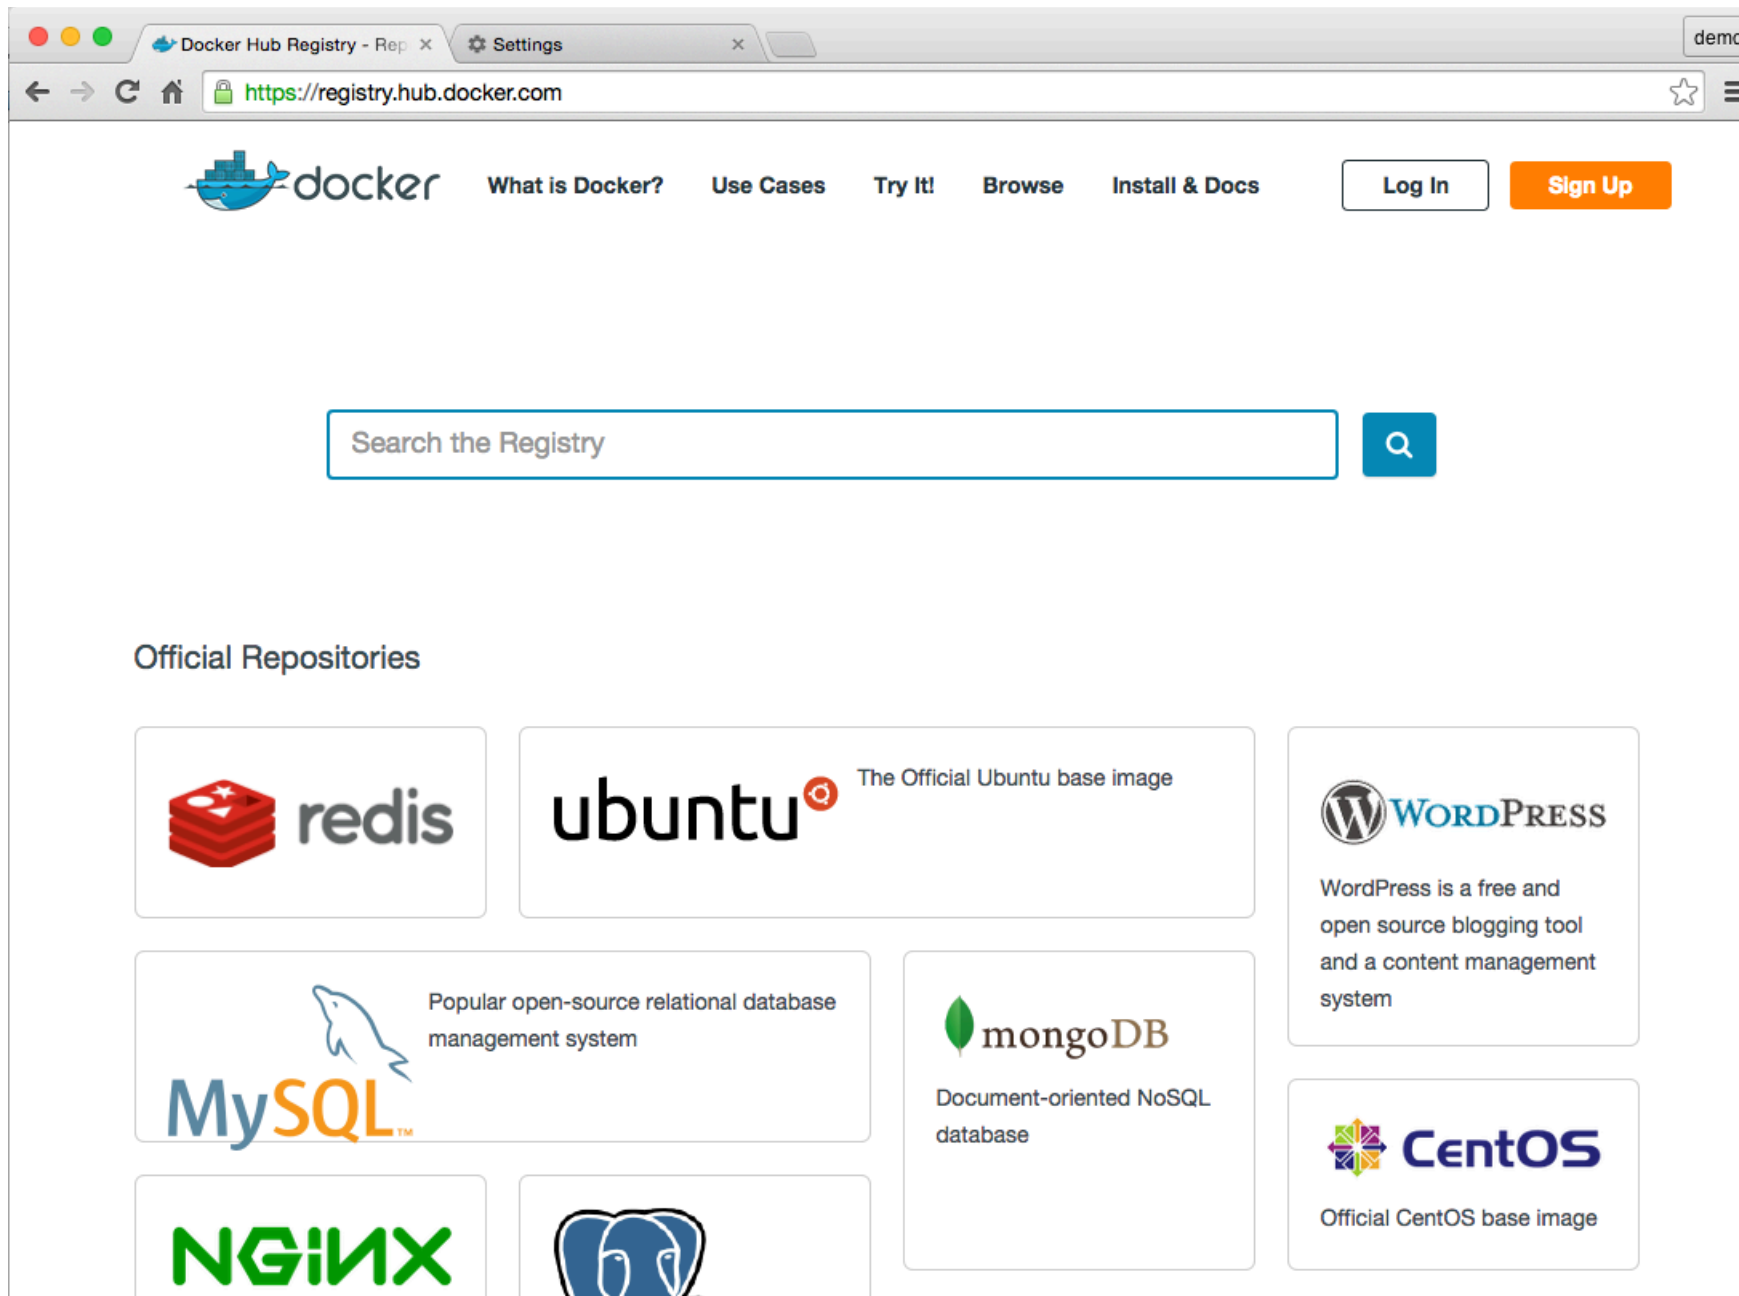 Docker Hub Registry - Rep
Settings
demo
https://registry.hub.docker.com
docker
What is Docker?
Use Cases
Try It!
Browse
Install & Docs
Log In
Sign Up
Search the Registry
Official Repositories
redis
ubuntu
The Official Ubuntu base image
WORDPRESS
WordPress is a free and
open source blogging tool
and a content management
system
MySQL™
Popular open-source relational database
management system
mongoDB
Document-oriented NoSQL
database
CentOS
Official CentOS base image
NGINX